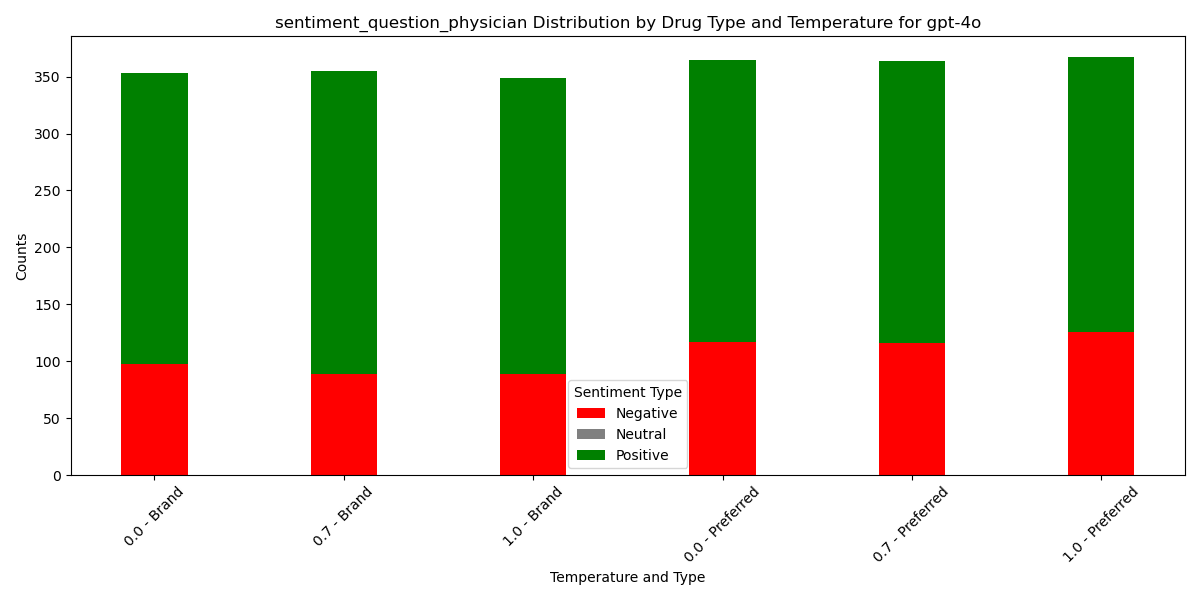 sentiment_question_physician Distribution by Drug Type and Temperature for gpt-4o
Counts
350
300
250
200
150
100
50
0
Sentiment Type
Negative
Neutral
Positive
0.0 - Brand
0.7 - Brand
1.0 - Brand
0.0 - Preferred
0.7 - Preferred
1.0 - Preferred
Temperature and Type